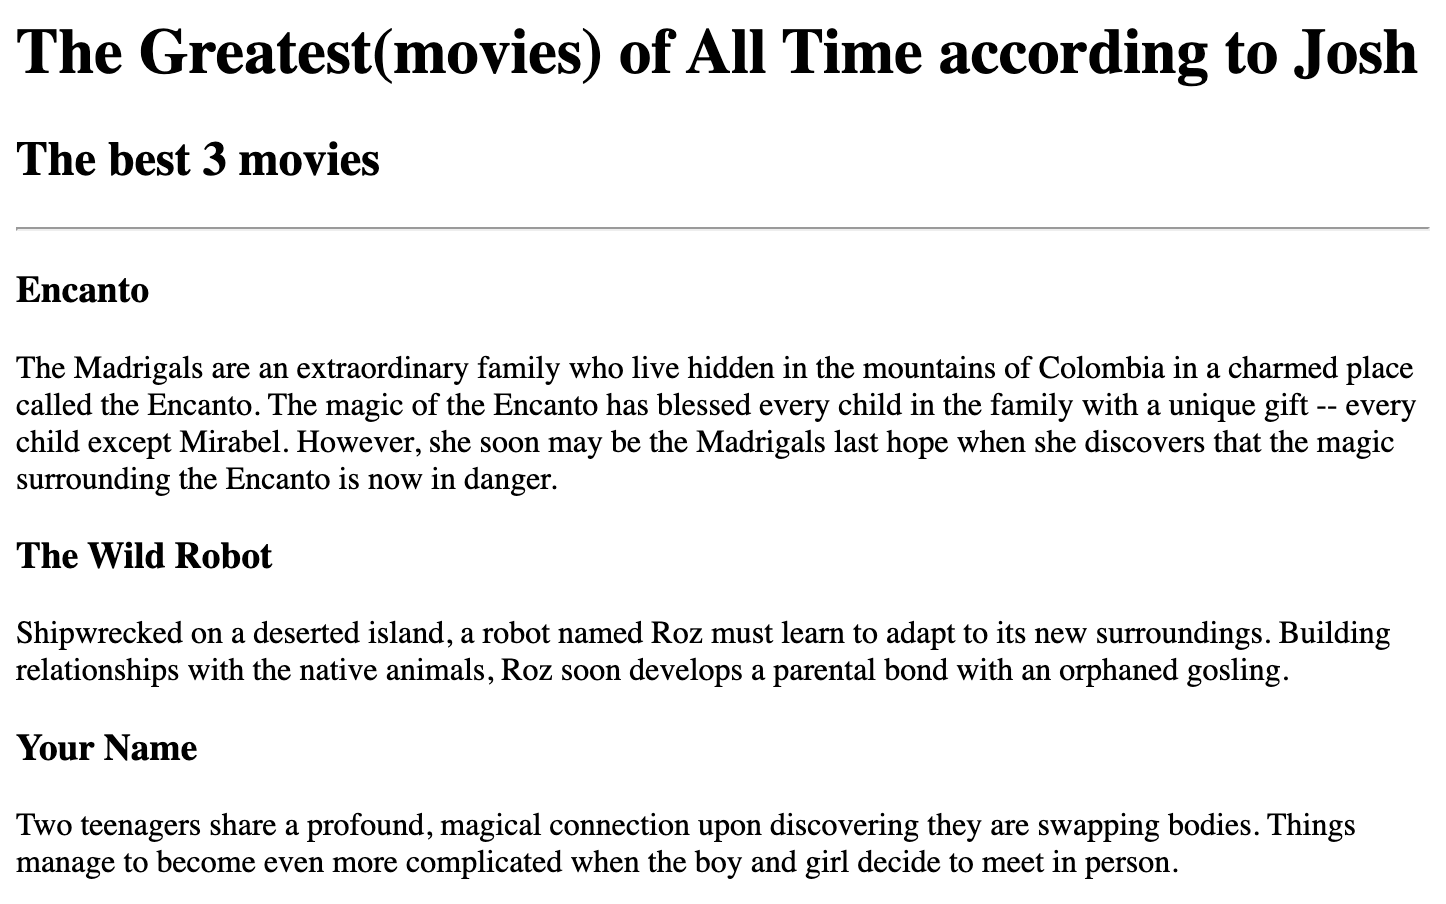 The Greatest(movies) of All Time according to Josh
The best 3 movies
Encanto
The Madrigals are an extraordinary family who live hidden in the mountains of Colombia in a charmed place
called the Encanto. The magic of the Encanto has blessed every child in the family with a unique gift -- every
child except Mirabel. However, she soon may be the Madrigals last hope when she discovers that the magic
surrounding the Encanto is now in danger.
The Wild Robot
Shipwrecked on a deserted island, a robot named Roz must learn to adapt to its new surroundings. Building
relationships with the native animals, Roz soon develops a parental bond with an orphaned gosling.
Your Name
Two teenagers share a profound, magical connection upon discovering they are swapping bodies. Things
manage to become even more complicated when the boy and girl decide to meet in person.